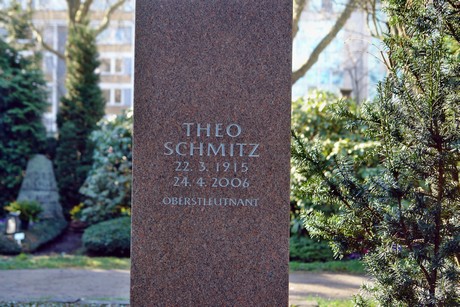 THEO
SCHMITZ
22. 3. 1915
24. 4. 2006
OBERSTLEUTNANT